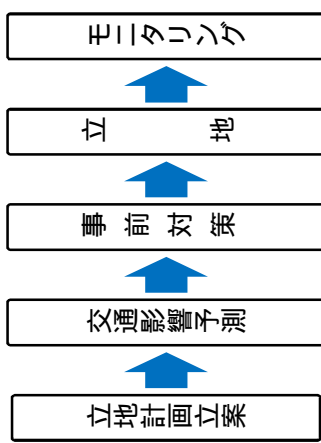 モニタリング
立地
事前対策
交通影響予測
立地計画立案